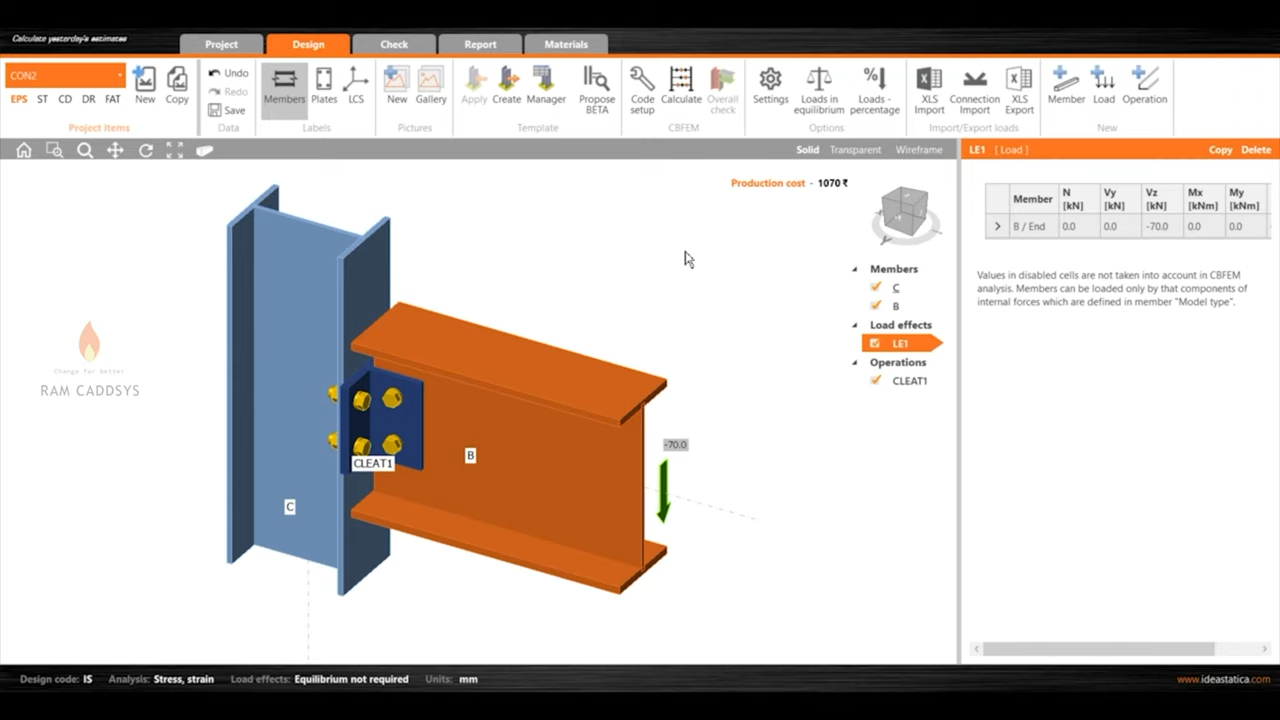 Calculate yesterday's estimates
Project
Design
Check
Report
Materials
CON2
EPS ST CD DR FAT
New
Copy
Project items
Undo
Redo
Save
Data
Members
Plates
LCS
Labels
New
Gallery
Pictures
Apply
Create
Manager
Propose
BETA
Template
Code
setup
Calculate
Overall
check
CBFEM
Settings
Loads in
equilibrium
Loads -
percentage
Options
XLS
Import
Connection
Import
XLS
Export
Import/Export loads
Member
Load
Operation
New
Solid Transparent Wireframe
LE1 [ Load ] Copy Delete
Production cost - 1070 ₹
Member N [kN] Vy [kN] Vz [kN] Mx [kNm] My [kNm]
B / End 0.0 0.0 -70.0 0.0 0.0
Values in disabled cells are not taken into account in CBFEM
analysis. Members can be loaded only by that components of
internal forces which are defined in member "Model type".
Members
C
B
Load effects
LE1
Operations
CLEAT1
Change for better
RAM CADDSYS
-70.0
B
CLEAT1
C
Design code: IS Analysis: Stress, strain Load effects: Equilibrium not required Units: mm
www.ideastatica.com